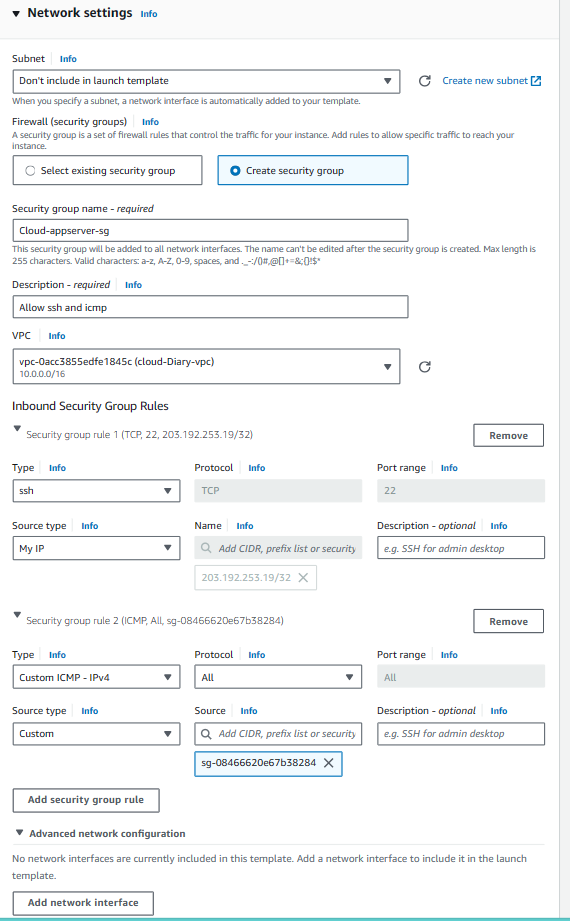 Network settings Info
Subnet Info
Don't include in launch template
Create new subnet
When you specify a subnet, a network interface is automatically added to your template.
Firewall (security groups) Info
A security group is a set of firewall rules that control the traffic for your instance. Add rules to allow specific traffic to reach your
instance.
Select existing security group
Create security group
Security group name - required
Cloud-appserver-sg
This security group will be added to all network interfaces. The name can't be edited after the security group is created. Max length is
255 characters. Valid characters: a-z, A-Z, 0-9, spaces, and ._-:/()#,@[]+=&;{}!$*
Description - required Info
Allow ssh and icmp
VPC Info
vpc-0acc3855edfe1845c (cloud-Diary-vpc)
10.0.0.0/16
Inbound Security Group Rules
Security group rule 1 (TCP, 22, 203.192.253.19/32)
Remove
Type Info
Protocol Info
Port range Info
ssh
TCP
22
Source type Info
Name Info
Description - optional Info
My IP
Add CIDR, prefix list or security
e.g. SSH for admin desktop
203.192.253.19/32
Security group rule 2 (ICMP, All, sg-08466620e67b38284)
Remove
Type Info
Protocol Info
Port range Info
Custom ICMP - IPv4
All
All
Source type Info
Source Info
Description - optional Info
Custom
Add CIDR, prefix list or security
e.g. SSH for admin desktop
sg-08466620e67b38284
Add security group rule
Advanced network configuration
No network interfaces are currently included in this template. Add a network interface to include it in the launch
template.
Add network interface